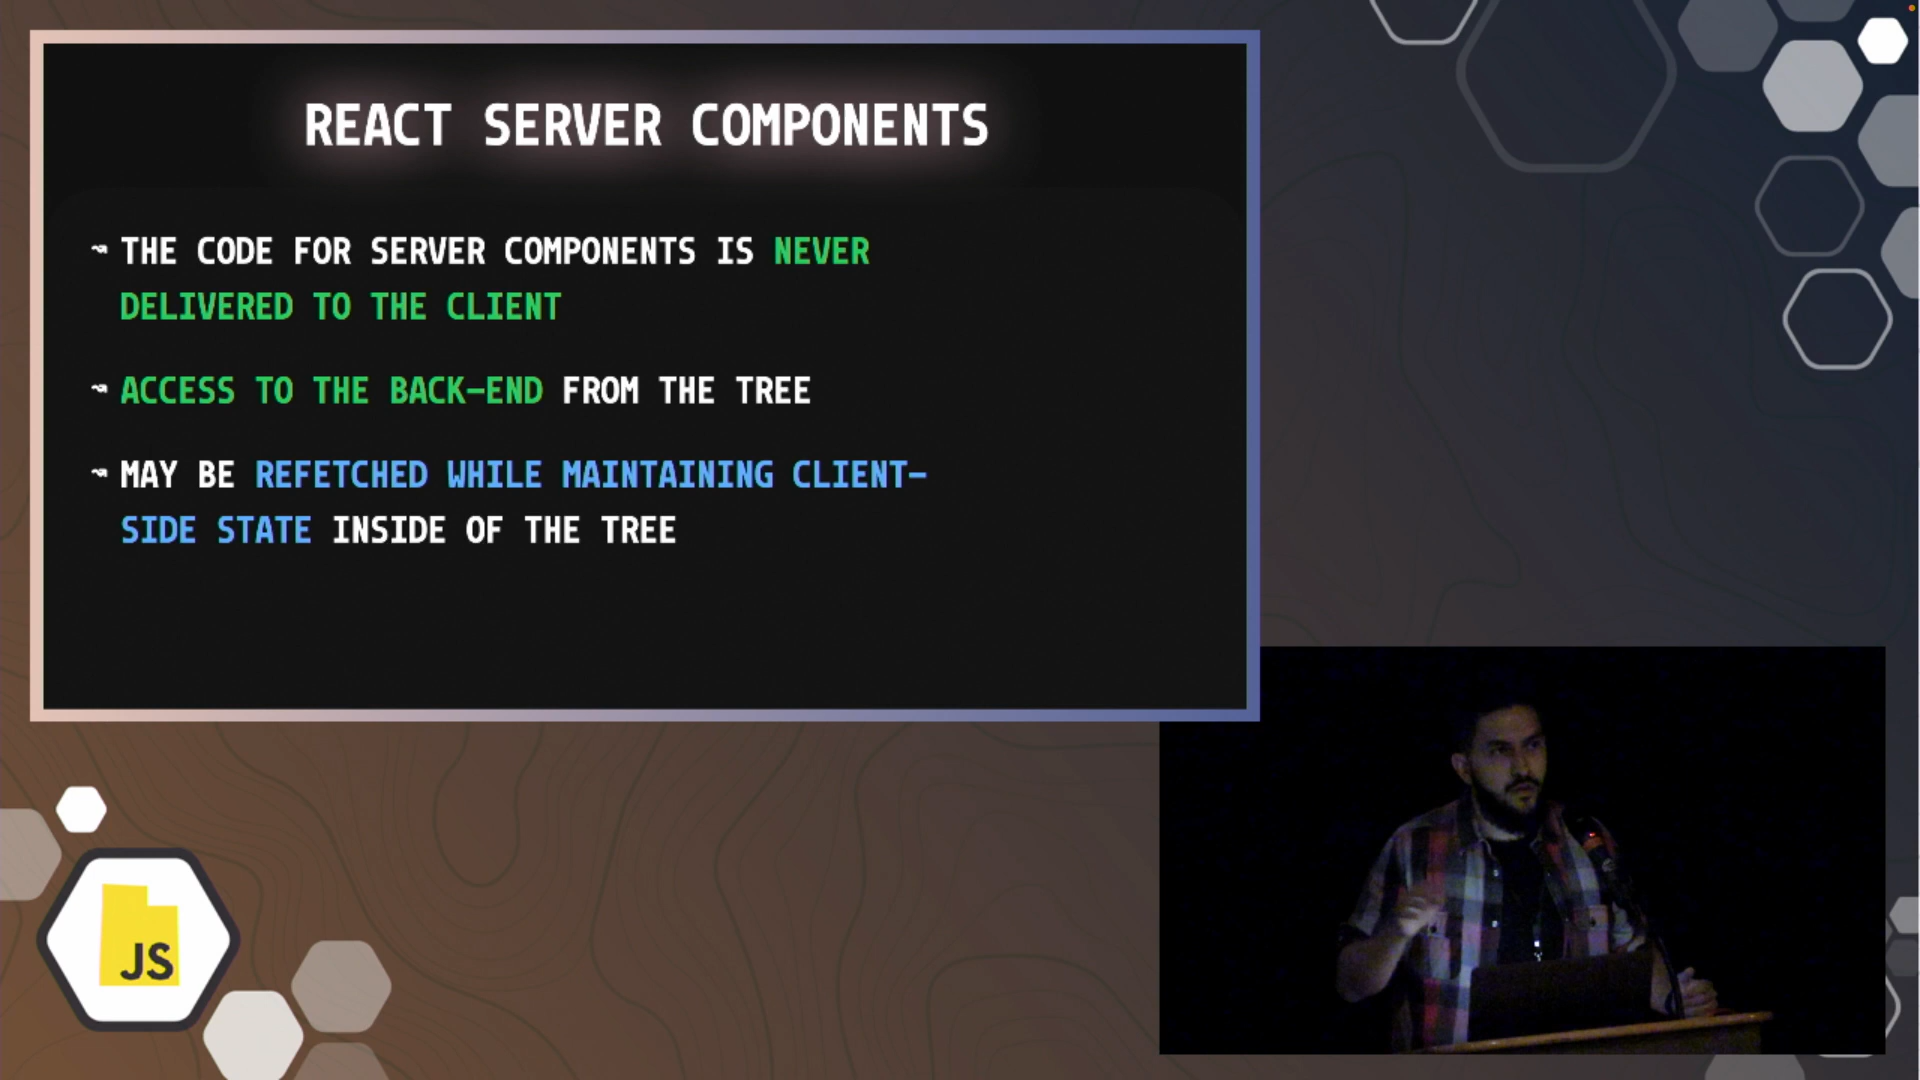 REACT SERVER COMPONENTS
↝ THE CODE FOR SERVER COMPONENTS IS NEVER
DELIVERED TO THE CLIENT
↝ ACCESS TO THE BACK-END FROM THE TREE
↝ MAY BE REFETCHED WHILE MAINTAINING CLIENT-
SIDE STATE INSIDE OF THE TREE
JS